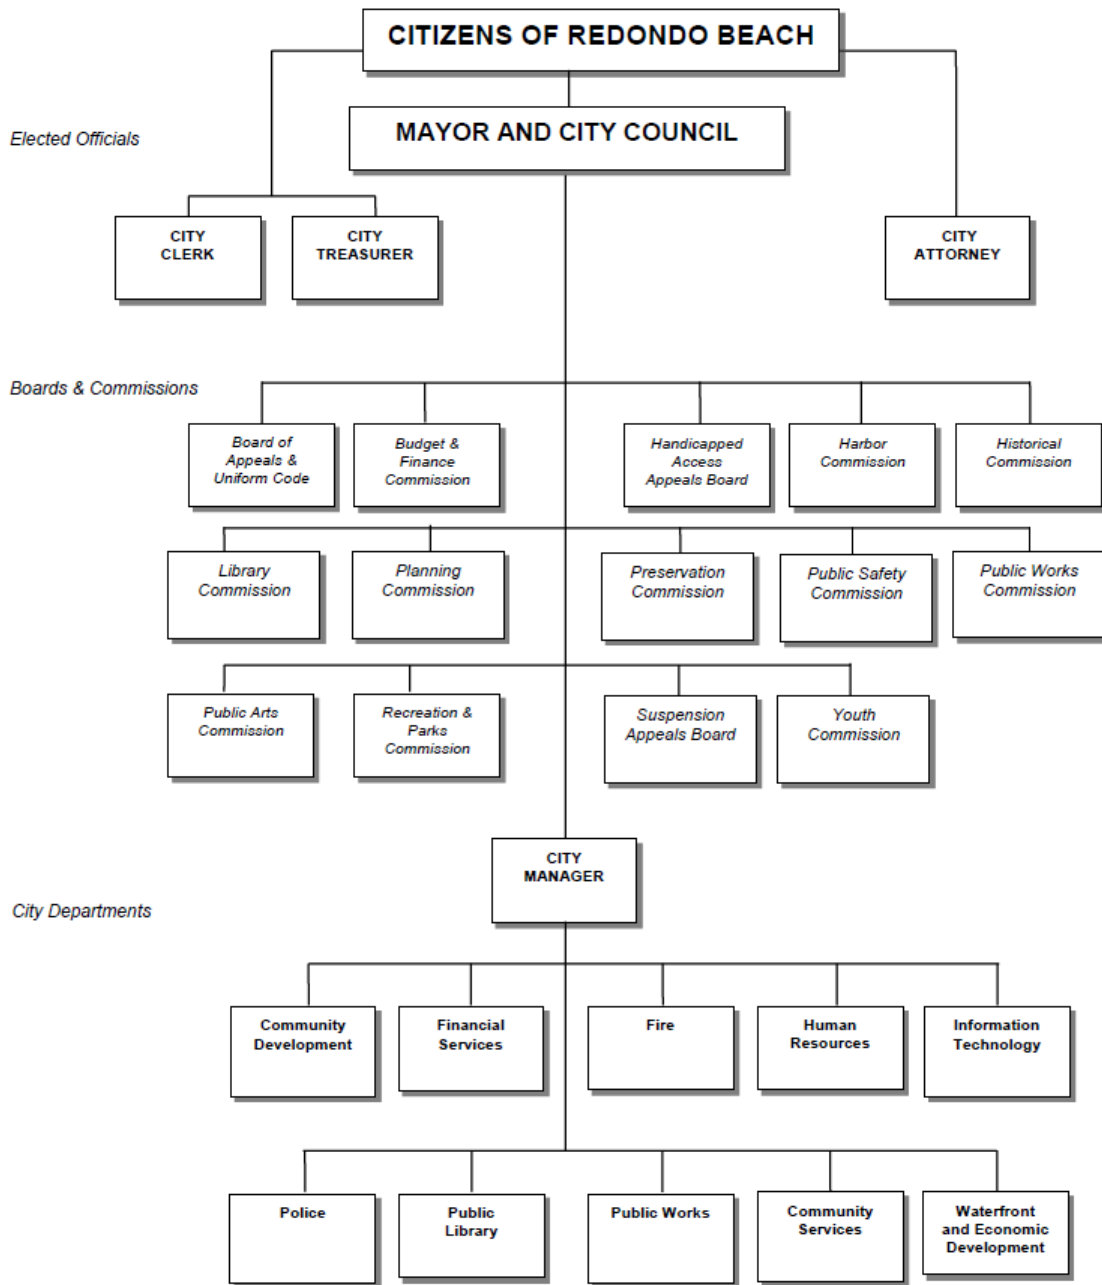 CITIZENS OF REDONDO BEACH
Elected Officials
MAYOR AND CITY COUNCIL
CITY
CLERK
CITY
TREASURER
CITY
ATTORNEY
Boards & Commissions
Board of
Appeals &
Uniform Code
Budget &
Finance
Commission
Handicapped
Access
Appeals Board
Harbor
Commission
Historical
Commission
Library
Commission
Planning
Commission
Preservation
Commission
Public Safety
Commission
Public Works
Commission
Public Arts
Commission
Recreation &
Parks
Commission
Suspension
Appeals Board
Youth
Commission
CITY
MANAGER
City Departments
Community
Development
Financial
Services
Fire
Human
Resources
Information
Technology
Police
Public
Library
Public Works
Community
Services
Waterfront
and Economic
Development